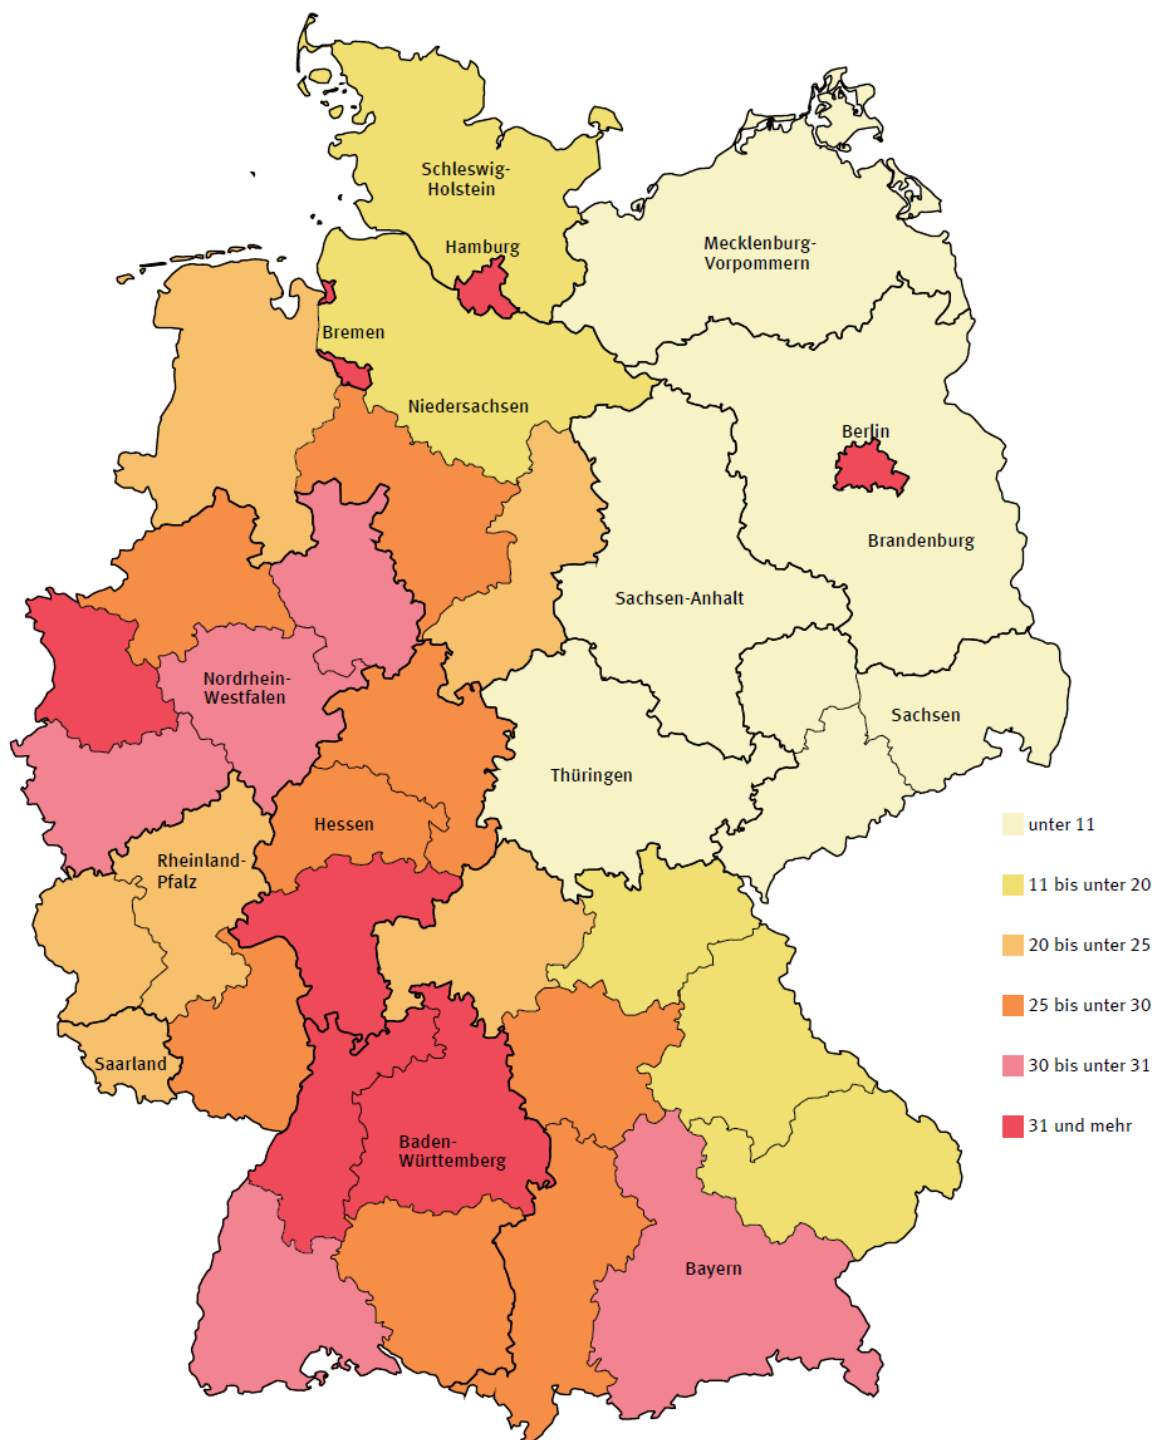 Schleswig-
Holstein
Hamburg
Mecklenburg-
Vorpommern
Bremen
Niedersachsen
Berlin
Brandenburg
Sachsen-Anhalt
Nordrhein-
Westfalen
Sachsen
Thüringen
Hessen
Rheinland-
Pfalz
Saarland
Baden-
Württemberg
Bayern
unter 11
11 bis unter 20
20 bis unter 25
25 bis unter 30
30 bis unter 31
31 und mehr